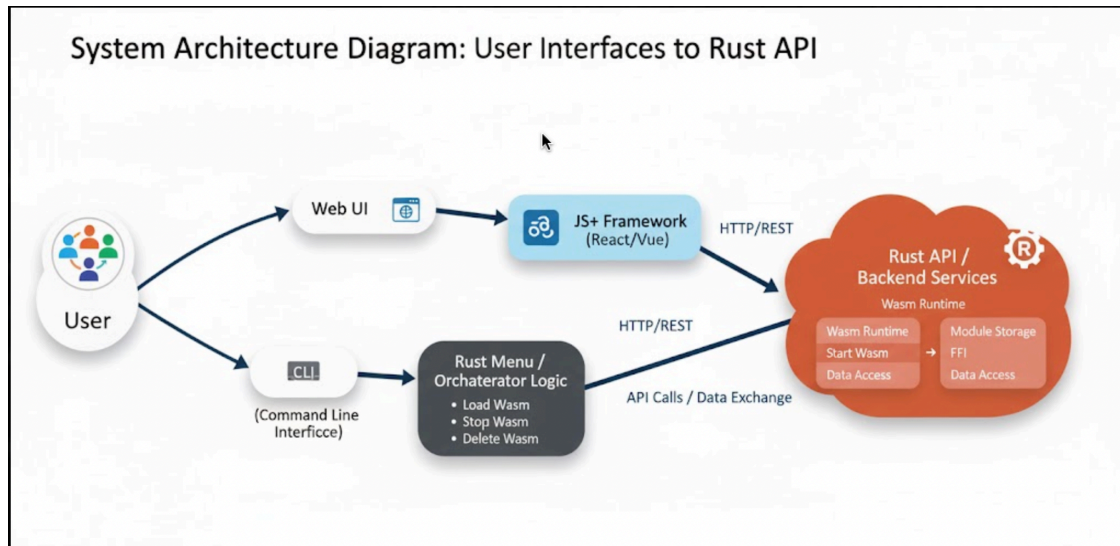 System Architecture Diagram: User Interfaces to Rust API
Web UI
JS+ Framework
(React/Vue)
HTTP/REST
User
CLI
(Command Line
Interficce)
Rust Menu /
Orchaterator Logic
• Load Wasm
• Stop Wasm
• Delete Wasm
HTTP/REST
API Calls / Data Exchange
R
Rust API /
Backend Services
Wasm Runtime
Wasm Runtime
Start Wasm
Data Access
Module Storage
FFI
Data Access